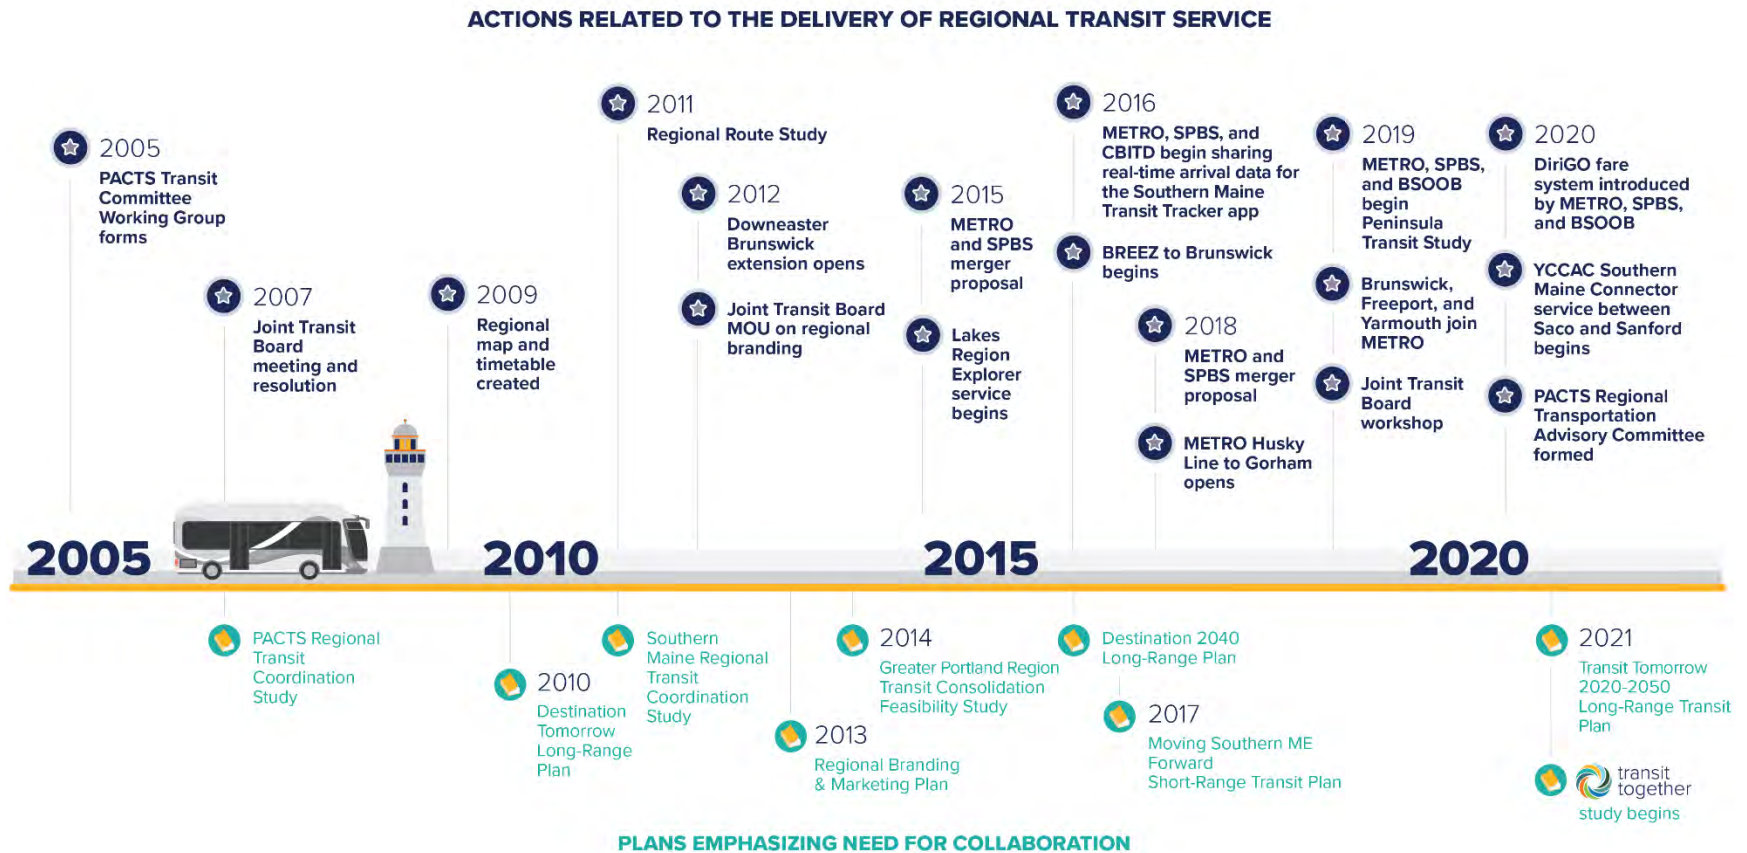 ACTIONS RELATED TO THE DELIVERY OF REGIONAL TRANSIT SERVICE
2005
PACTS Transit
Committee
Working Group
forms
2007
Joint Transit
Board
meeting and
resolution
2009
Regional
map and
timetable
created
2011
Regional Route Study
2012
Downeaster
Brunswick
extension opens
Joint Transit Board
MOU on regional
branding
2015
METRO
and SPBS
merger
proposal
Lakes
Region
Explorer
service
begins
2016
METRO, SPBS, and
CBITD begin sharing
real-time arrival data for
the Southern Maine
Transit Tracker app
BREEZ to Brunswick
begins
2018
METRO and
SPBS merger
proposal
METRO Husky
Line to Gorham
opens
2019
METRO, SPBS,
and BSOOB
begin
Peninsula
Transit Study
Brunswick,
Freeport, and
Yarmouth join
METRO
Joint Transit
Board
workshop
2020
DiriGO fare
system introduced
by METRO, SPBS,
and BSOOB
YCCAC Southern
Maine Connector
service between
Saco and Sanford
begins
PACTS Regional
Transportation
Advisory Committee
formed
2005
2010
2015
2020
PACTS Regional
Transit
Coordination
Study
2010
Destination
Tomorrow
Long-Range
Plan
Southern
Maine Regional
Transit
Coordination
Study
2013
Regional Branding
& Marketing Plan
2014
Greater Portland Region
Transit Consolidation
Feasibility Study
Destination 2040
Long-Range Plan
2017
Moving Southern ME
Forward
Short-Range Transit Plan
2021
Transit Tomorrow
2020-2050
Long-Range Transit
Plan
transit
together
study begins
PLANS EMPHASIZING NEED FOR COLLABORATION